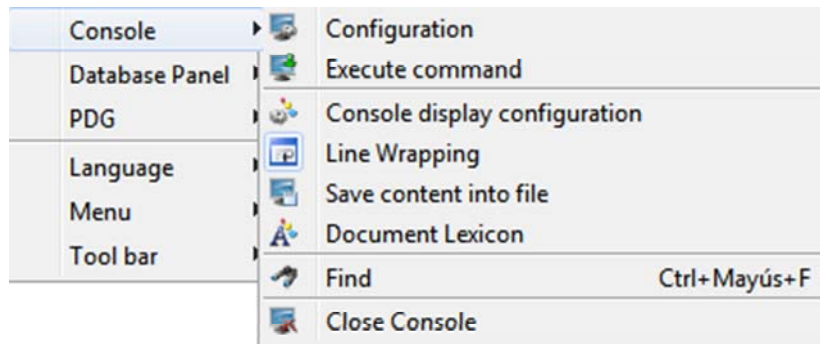 Console
Database Panel
PDG
Language
Menu
Tool bar
Configuration
Execute command
Console display configuration
Line Wrapping
Save content into file
Document Lexicon
Find Ctrl+Mayús+F
Close Console